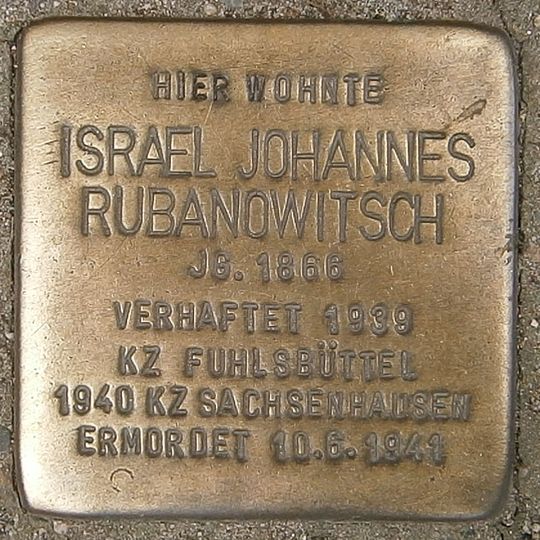 HIER WOHNTE
ISRAEL JOHANNES
RUBANOWITSCH
JG. 1866
VERHAFTET 1939
KZ FUHLSBÜTTEL
1940 KZ SACHSENHAUSEN
ERMORDET 10.6.1941